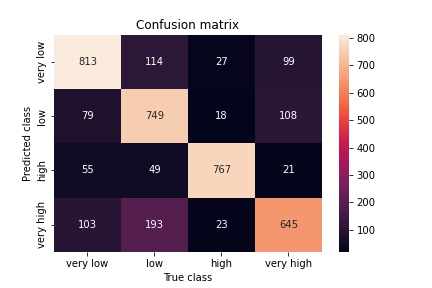 Confusion matrix
very low
813
114
27
99
low
79
749
18
108
high
55
49
767
21
very high
103
193
23
645
Predicted class
very low
low
high
very high
True class
800
700
600
500
400
300
200
100